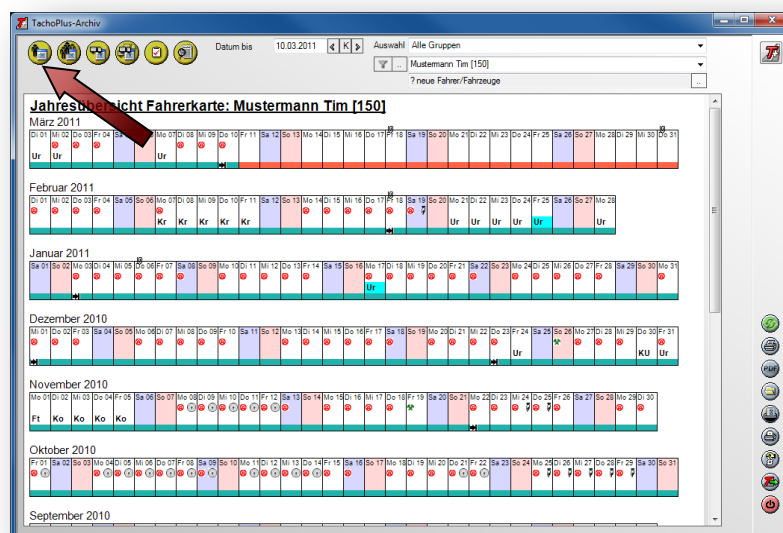 TachoPlus-Archiv
Datum bis 10.03.2011 K Auswahl Alle Gruppen
.. Mustermann Tim [150]
? neue Fahrer/Fahrzeuge ..
Jahresübersicht Fahrerkarte: Mustermann Tim [150]
März 2011
Di 01 Mi 02 Do 03 Fr 04 Sa Mo 07 Di 08 Mi 09 Do 10 Fr 11 Sa 12 So 13 Mo 14 Di 15 Mi 16 Do 17 Fr 18 Sa 19 So 20 Mo 21 Di 22 Mi 23 Do 24 Fr 25 Sa 26 So 27 Mo 28 Di 29 Mi 30 Do 31
Ur Ur Ur
Februar 2011
Di 01 Mi 02 Do 03 Fr 04 Sa 05 So 06 Mo 07 Di 08 Mi 09 Do 10 Fr 11 Sa 12 So 13 Mo 14 Di 15 Mi 16 Do 17 Fr 18 Sa 19 So 20 Mo 21 Di 22 Mi 23 Do 24 Fr 25 Sa 26 So 27 Mo 28
Kr Kr Kr Kr Kr Ur Ur Ur Ur Ur Ur
Januar 2011
Sa 01 So 02 Mo 03 Di 04 Mi 05 Do 06 Fr 07 Sa 08 So 09 Mo 10 Di 11 Mi 12 Do 13 Fr 14 Sa 15 So 16 Mo 17 Di 18 Mi 19 Do 20 Fr 21 Sa 22 So 23 Mo 24 Di 25 Mi 26 Do 27 Fr 28 Sa 29 So 30 Mo 31
Ur
Dezember 2010
Mi 01 Do 02 Fr 03 Sa 04 So 05 Mo 06 Di 07 Mi 08 Do 09 Fr 10 Sa 11 So 12 Mo 13 Di 14 Mi 15 Do 16 Fr 17 Sa 18 So 19 Mo 20 Di 21 Mi 22 Do 23 Fr 24 Sa 25 So 26 Mo 27 Di 28 Mi 29 Do 30 Fr 31
Ur KU Ur
November 2010
Mo 01 Di 02 Mi 03 Do 04 Fr 05 Sa 06 So 07 Mo 08 Di 09 Mi 10 Do 11 Fr 12 Sa 13 So 14 Mo 15 Di 16 Mi 17 Do 18 Fr 19 Sa 20 So 21 Mo 22 Di 23 Mi 24 Do 25 Fr 26 Sa 27 So 28 Mo 29 Di 30
Ft Ko Ko Ko Ko
Oktober 2010
Fr 01 Sa 02 So 03 Mo 04 Di 05 Mi 06 Do 07 Fr 08 Sa 09 So 10 Mo 11 Di 12 Mi 13 Do 14 Fr 15 Sa 16 So 17 Mo 18 Di 19 Mi 20 Do 21 Fr 22 Sa 23 So 24 Mo 25 Di 26 Mi 27 Do 28 Fr 29 Sa 30 So 31
September 2010
PDF